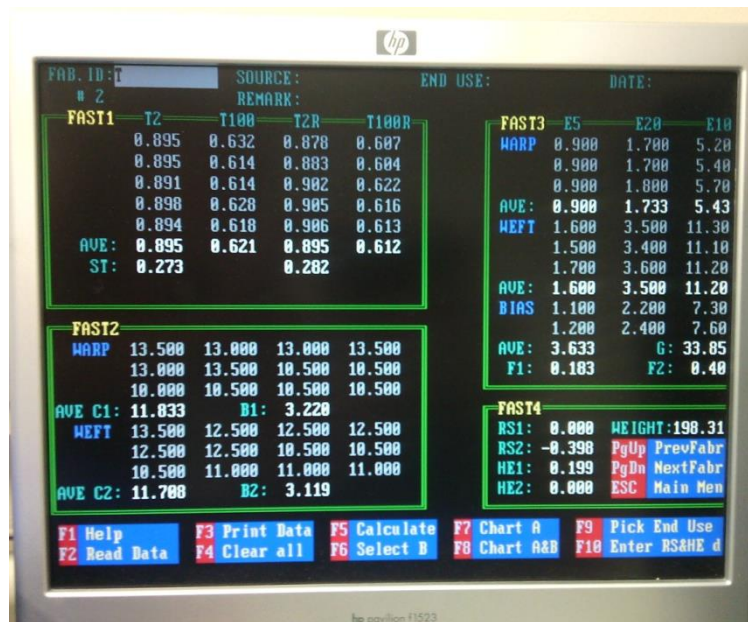 hp
FAB. ID: T SOURCE: END USE: DATE:
# 2 REMARK:
FAST1 T2 T100 T2R T100R
0.895 0.632 0.878 0.607
0.895 0.614 0.883 0.604
0.891 0.614 0.902 0.622
0.898 0.628 0.905 0.616
0.894 0.618 0.906 0.613
AVE: 0.895 0.621 0.895 0.612
ST: 0.273 0.282
FAST2
WARP 13.500 13.000 13.000 13.500
13.000 13.500 10.500 10.500
10.000 10.500 10.500 10.500
AVE C1: 11.833 B1: 3.220
WEFT 13.500 12.500 12.500 12.500
12.500 12.500 10.500 10.500
10.500 11.000 11.000 11.000
AVE C2: 11.708 B2: 3.119
FAST3 E5 E20 E10
WARP 0.900 1.700 5.20
0.900 1.700 5.40
0.900 1.800 5.70
AVE: 0.900 1.733 5.43
WEFT 1.600 3.500 11.30
1.500 3.400 11.10
1.700 3.600 11.20
AVE: 1.600 3.500 11.20
BIAS 1.100 2.200 7.30
1.200 2.400 7.60
AVE: 3.633 G: 33.85
F1: 0.183 F2: 0.40
FAST4
RS1: 0.000 WEIGHT:198.31
RS2: -0.398 PgUp PrevFabr
HE1: 0.199 PgDn NextFabr
HE2: 0.000 ESC Main Men
F1 Help F3 Print Data F5 Calculate F7 Chart A F9 Pick End Use
F2 Read Data F4 Clear all F6 Select B F8 Chart A&B F10 Enter RS&HE d
hp pavilion f1523